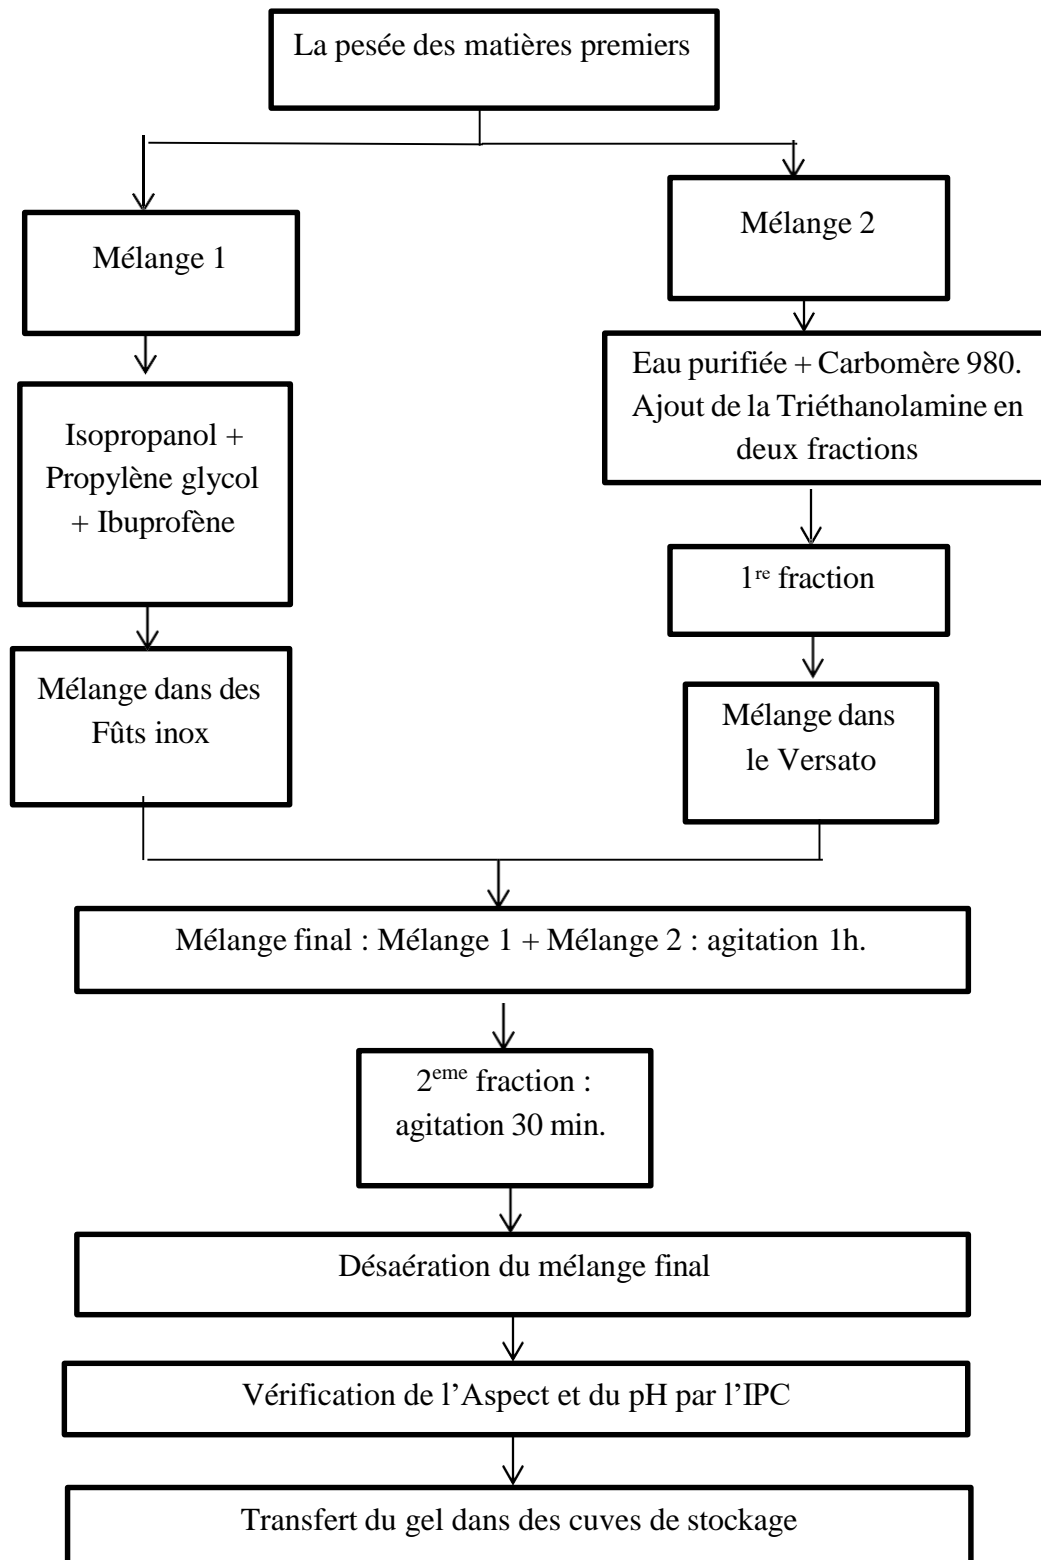 La pesée des matières premiers
Mélange 1
Mélange 2
Isopropanol +
Propylène glycol
+ Ibuprofène
Eau purifiée + Carbomère 980.
Ajout de la Triéthanolamine en
deux fractions
1re fraction
Mélange dans des
Fûts inox
Mélange dans
le Versato
Mélange final : Mélange 1 + Mélange 2 : agitation 1h.
2eme fraction :
agitation 30 min.
Désaération du mélange final
Vérification de l’Aspect et du pH par l’IPC
Transfert du gel dans des cuves de stockage